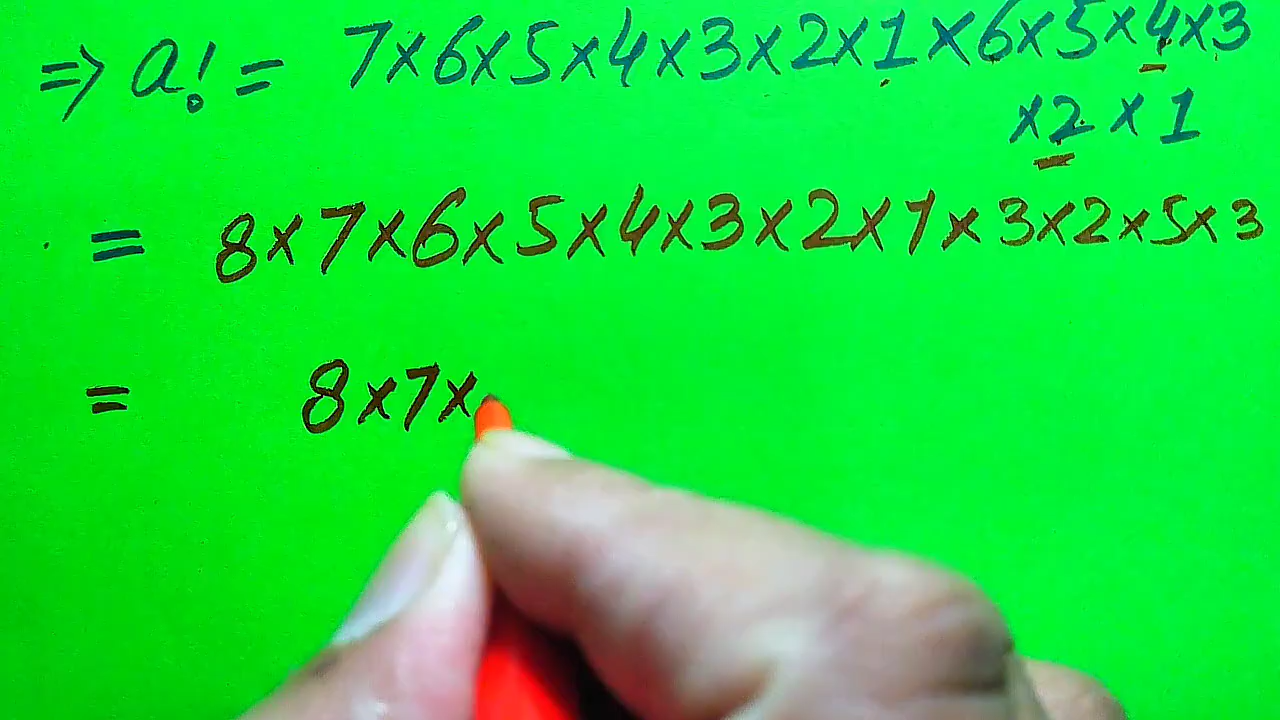 ⇒ a! = 7×6×5×4×3×2×1×6×5×4×3
×2×1
= 8×7×6×5×4×3×2×1×3×2×5×3
= 8×7×